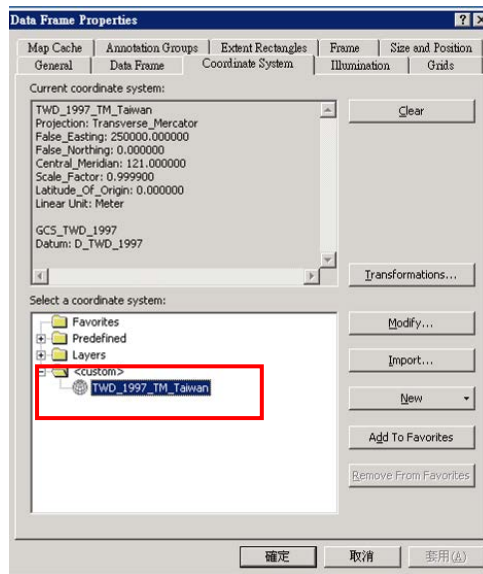 Data Frame Properties
Map Cache Annotation Groups Extent Rectangles Frame Size and Position
General Data Frame Coordinate System Illumination Grids
Current coordinate system:
TWD_1997_TM_Taiwan
Projection: Transverse_Mercator
False_Easting: 250000.000000
False_Northing: 0.000000
Central_Meridian: 121.000000
Scale_Factor: 0.999900
Latitude_Of_Origin: 0.000000
Linear Unit: Meter
GCS_TWD_1997
Datum: D_TWD_1997
Clear
Transformations...
Select a coordinate system:
Favorites
Predefined
Layers
<custom>
TWD_1997_TM_Taiwan
Modify...
Import...
New
Add To Favorites
Remove From Favorites
確定 取消 套用(A)